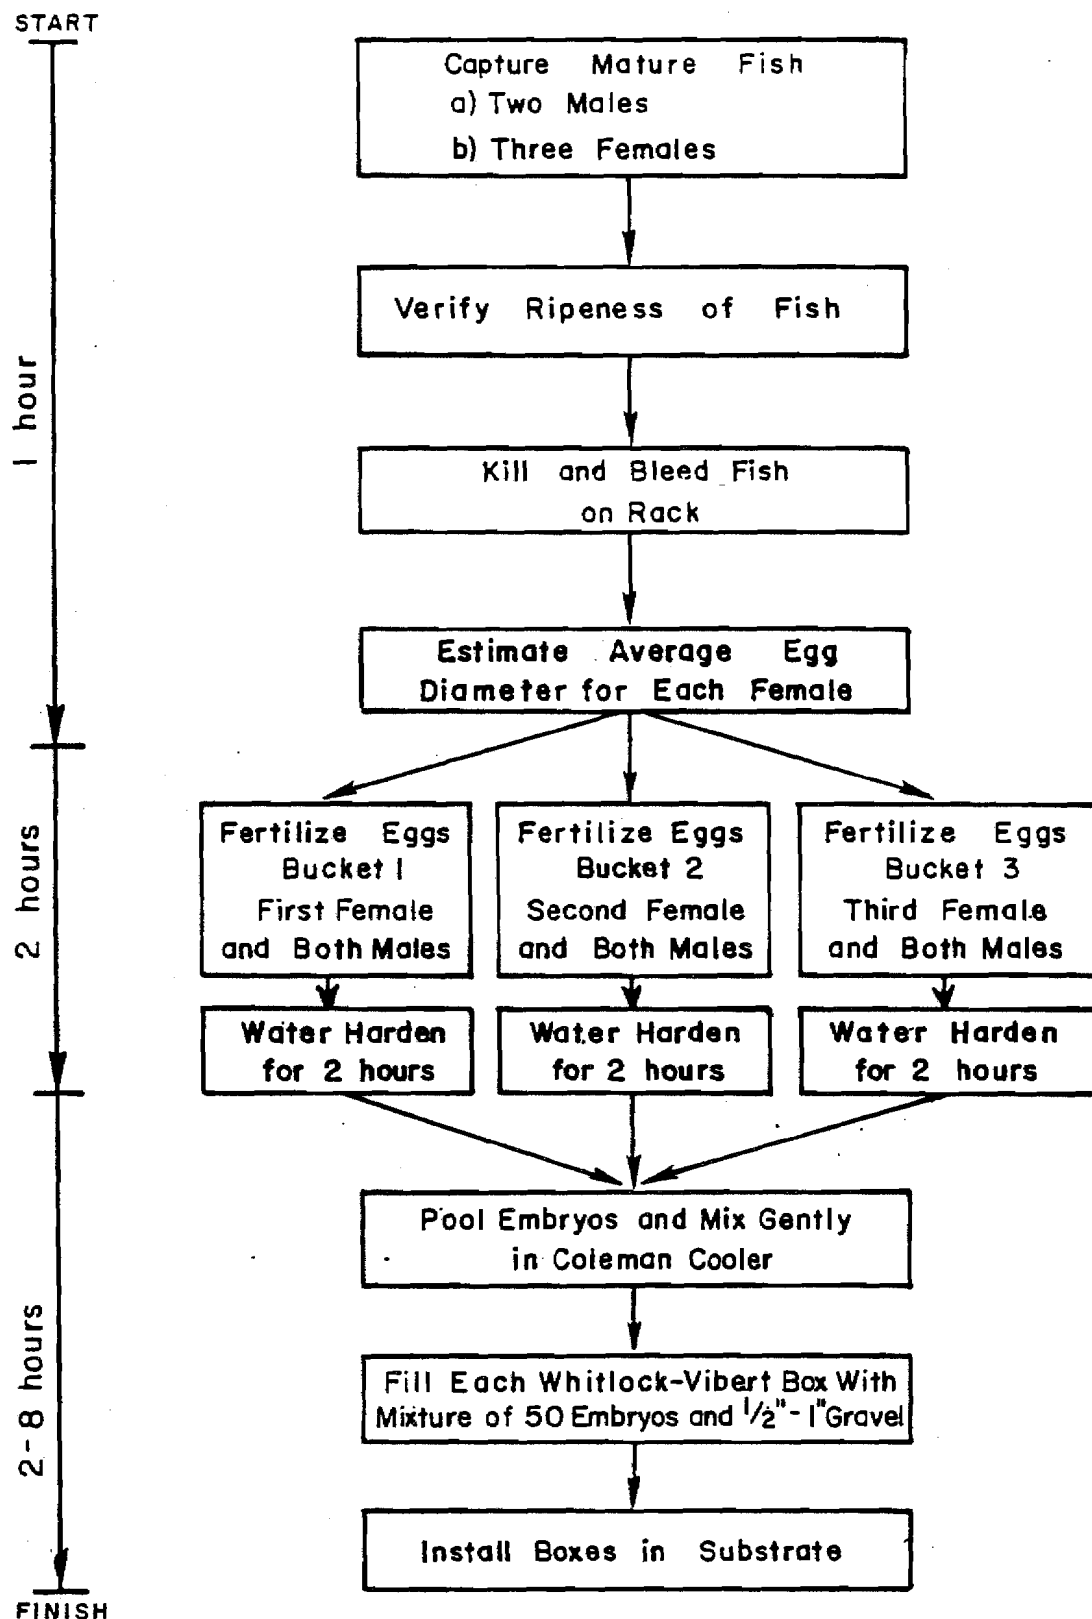 START
Capture Mature Fish
a) Two Males
b) Three Females
Verify Ripeness of Fish
1 hour
Kill and Bleed Fish
on Rack
Estimate Average Egg
Diameter for Each Female
2 hours
Fertilize Eggs
Bucket 1
First Female
and Both Males
Fertilize Eggs
Bucket 2
Second Female
and Both Males
Fertilize Eggs
Bucket 3
Third Female
and Both Males
Water Harden
for 2 hours
Water Harden
for 2 hours
Water Harden
for 2 hours
2-8 hours
Pool Embryos and Mix Gently
in Coleman Cooler
Fill Each Whitlock-Vibert Box With
Mixture of 50 Embryos and 1/2"-1" Gravel
Install Boxes in Substrate
FINISH